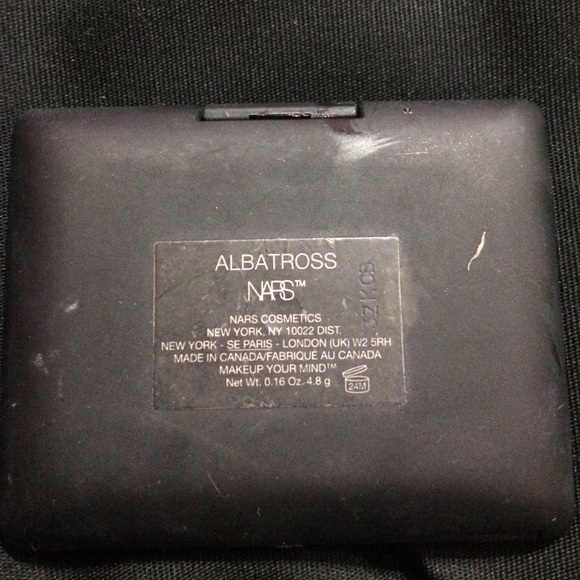 ALBATROSS
NARS™
NARS COSMETICS
NEW YORK, NY 10022 DIST.
NEW YORK - SE PARIS - LONDON (UK) W2 5RH
MADE IN CANADA/FABRIQUÉ AU CANADA
MAKEUP YOUR MIND™
Net Wt. 0.16 Oz. 4.8 g
24M